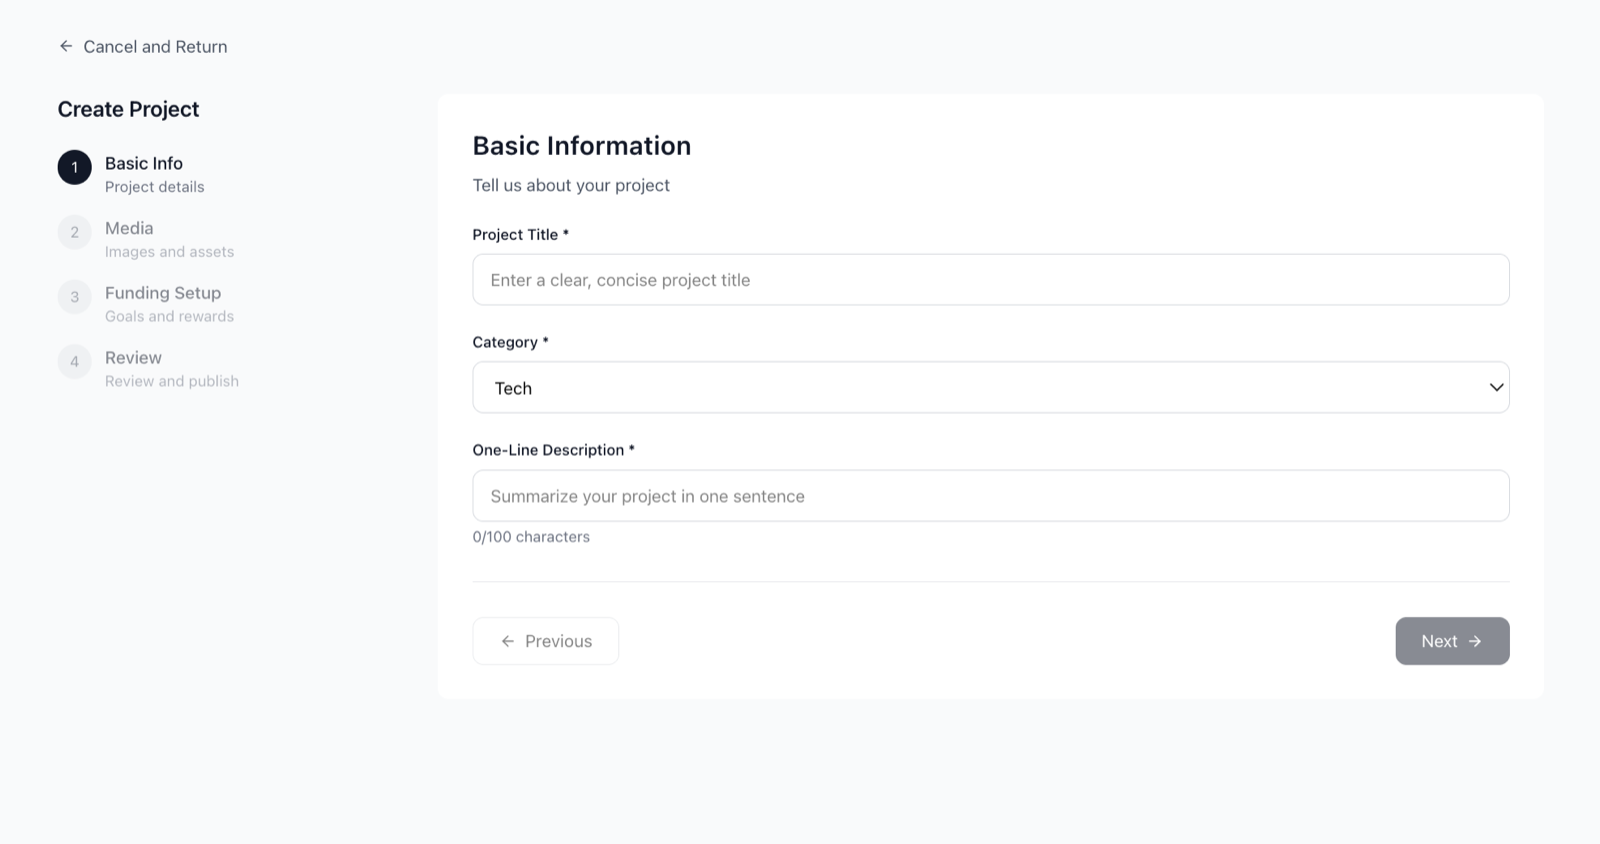 Cancel and Return
Create Project
1
Basic Info
Project details
2
Media
Images and assets
3
Funding Setup
Goals and rewards
4
Review
Review and publish
Basic Information
Tell us about your project
Project Title *
Enter a clear, concise project title
Category *
Tech
One-Line Description *
Summarize your project in one sentence
0/100 characters
Previous
Next